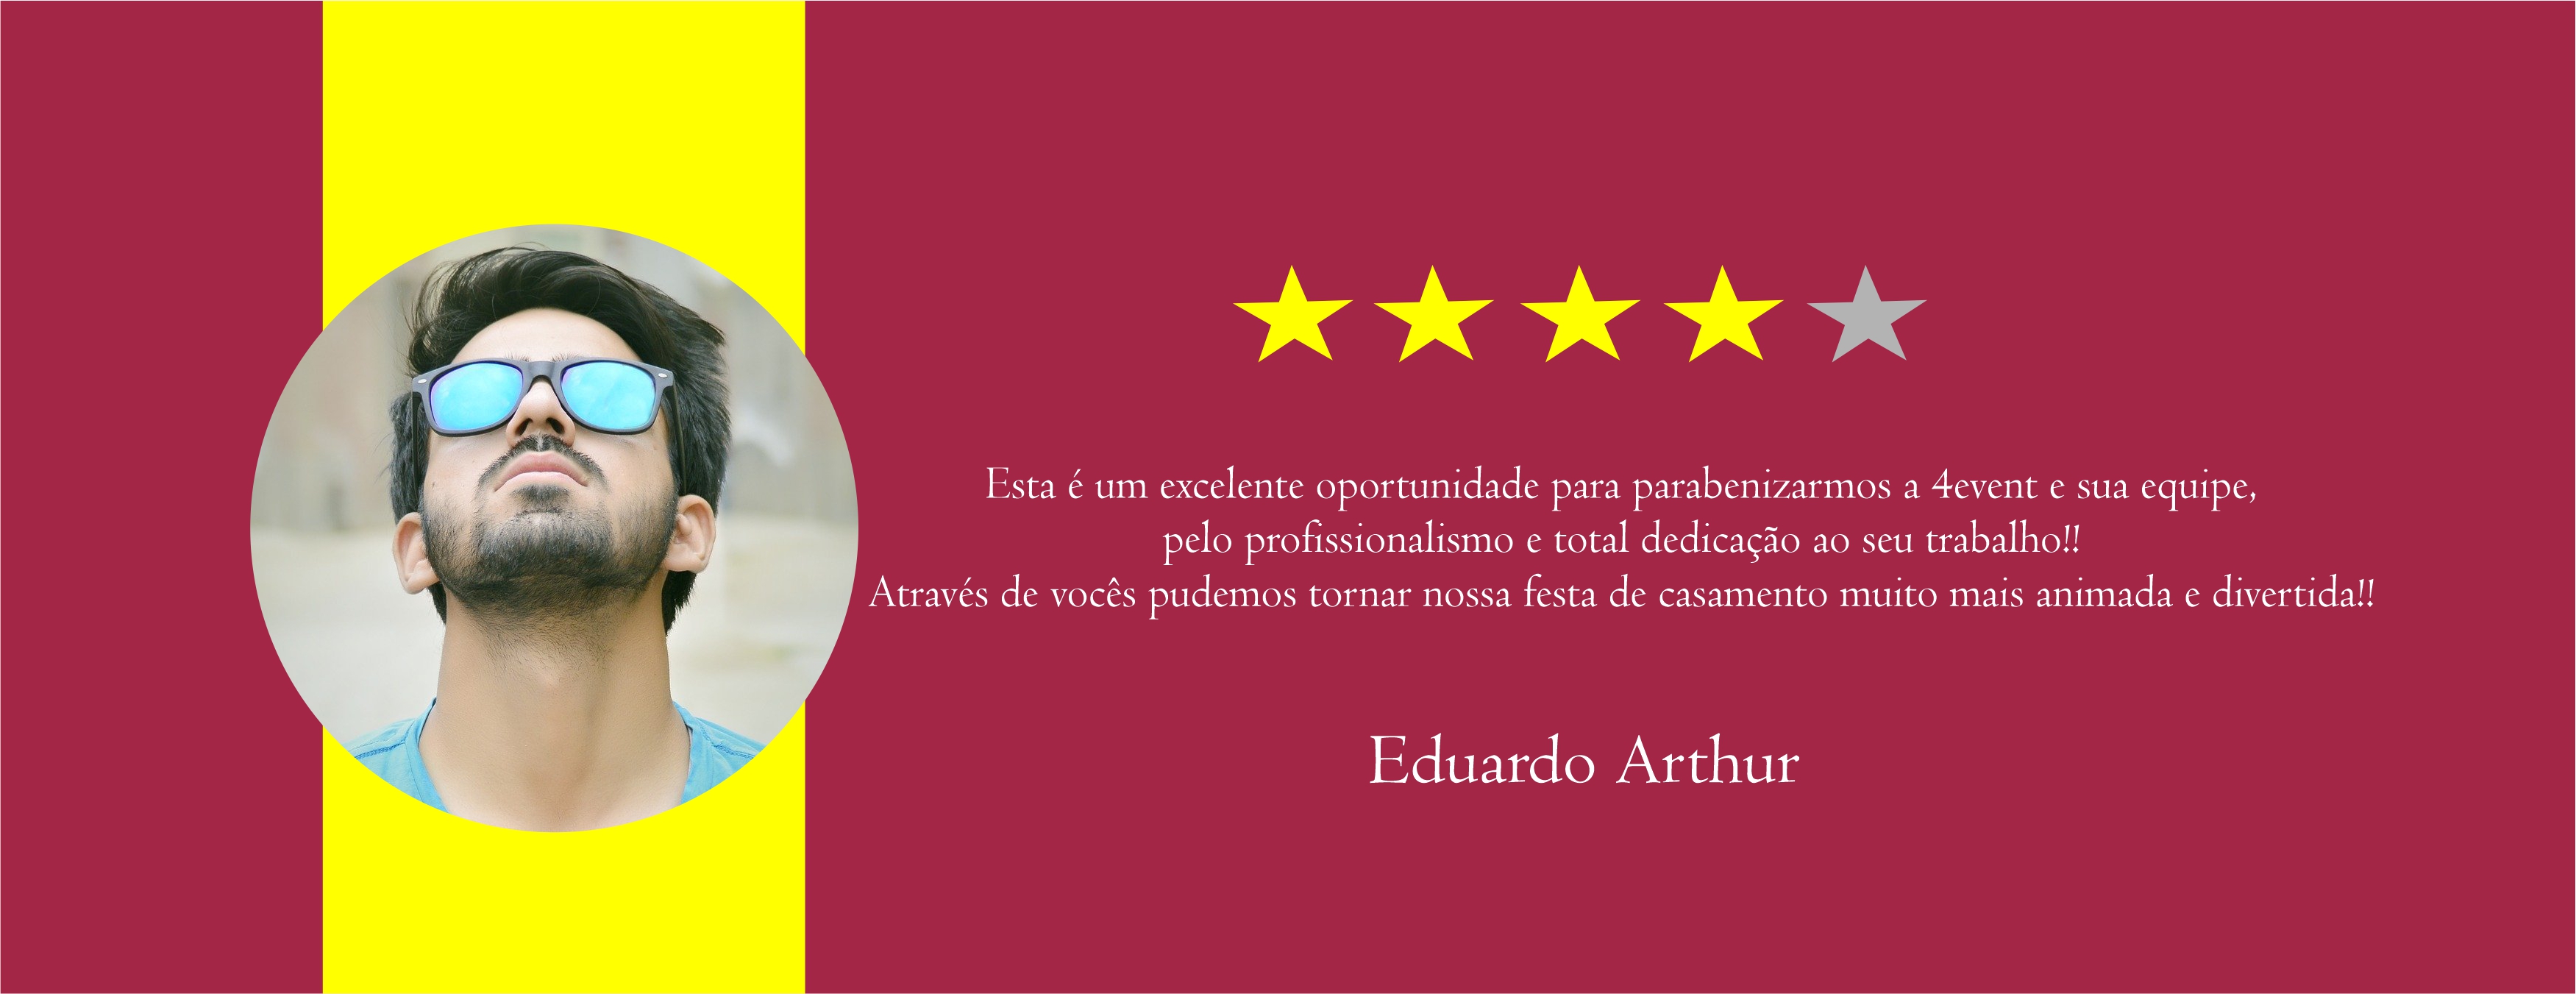 Esta é um excelente oportunidade para parabenizarmos a 4event e sua equipe,
pelo profissionalismo e total dedicação ao seu trabalho!!
Através de vocês pudemos tornar nossa festa de casamento muito mais animada e divertida!!
Eduardo Arthur